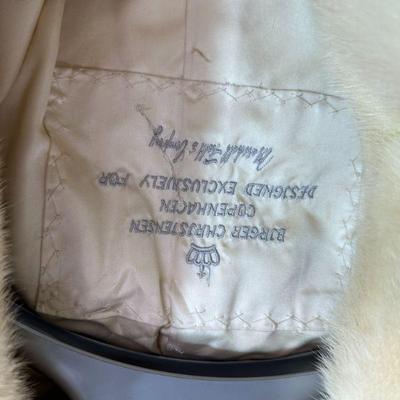 BIRGER CHRISTENSEN
COPENHAGEN
DESIGNED EXCLUSIVELY FOR
Marshall Field & Company